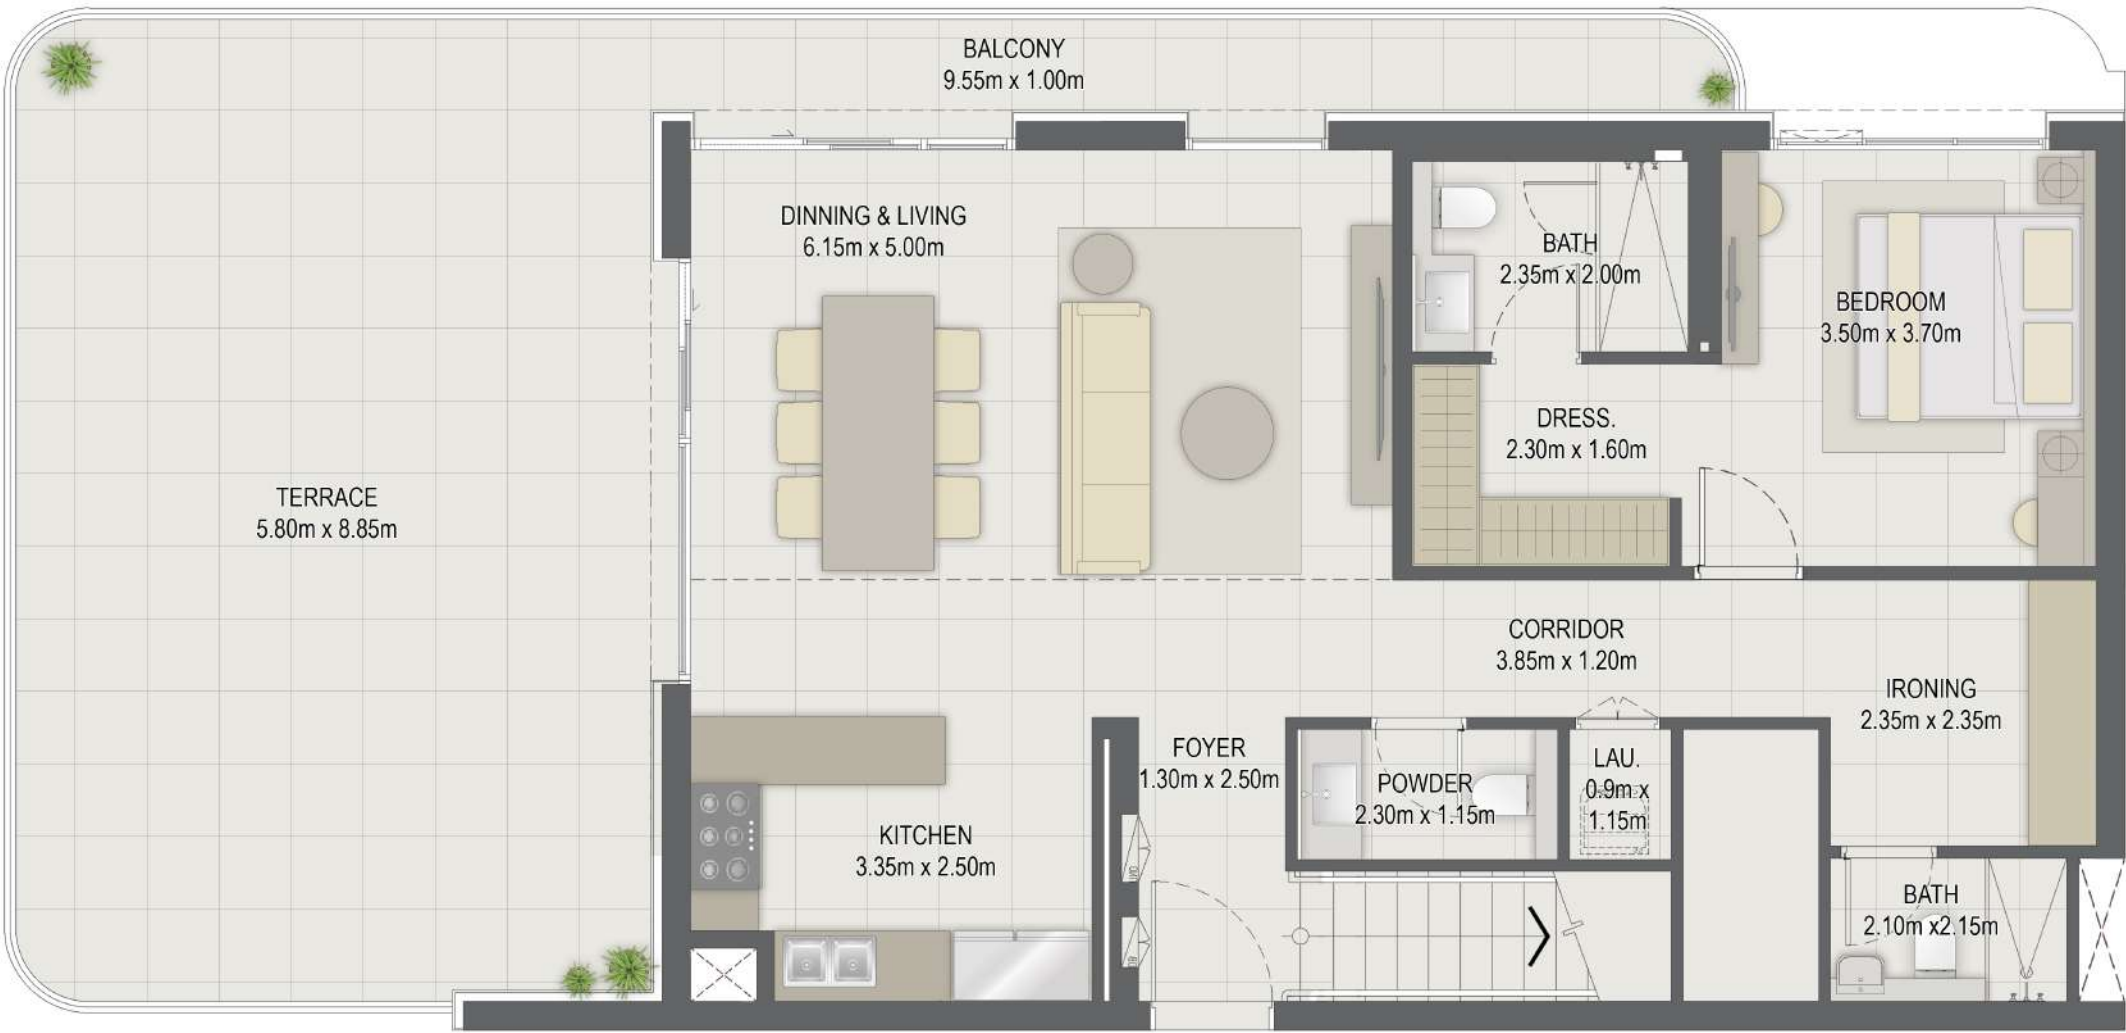 BALCONY
9.55m x 1.00m
DINNING & LIVING
6.15m x 5.00m
BATH
2.35m x 2.00m
BEDROOM
3.50m x 3.70m
DRESS.
2.30m x 1.60m
TERRACE
5.80m x 8.85m
CORRIDOR
3.85m x 1.20m
IRONING
2.35m x 2.35m
FOYER
1.30m x 2.50m
POWDER
2.30m x 1.15m
LAU.
0.9m x
1.15m
KITCHEN
3.35m x 2.50m
BATH
2.10m x2.15m